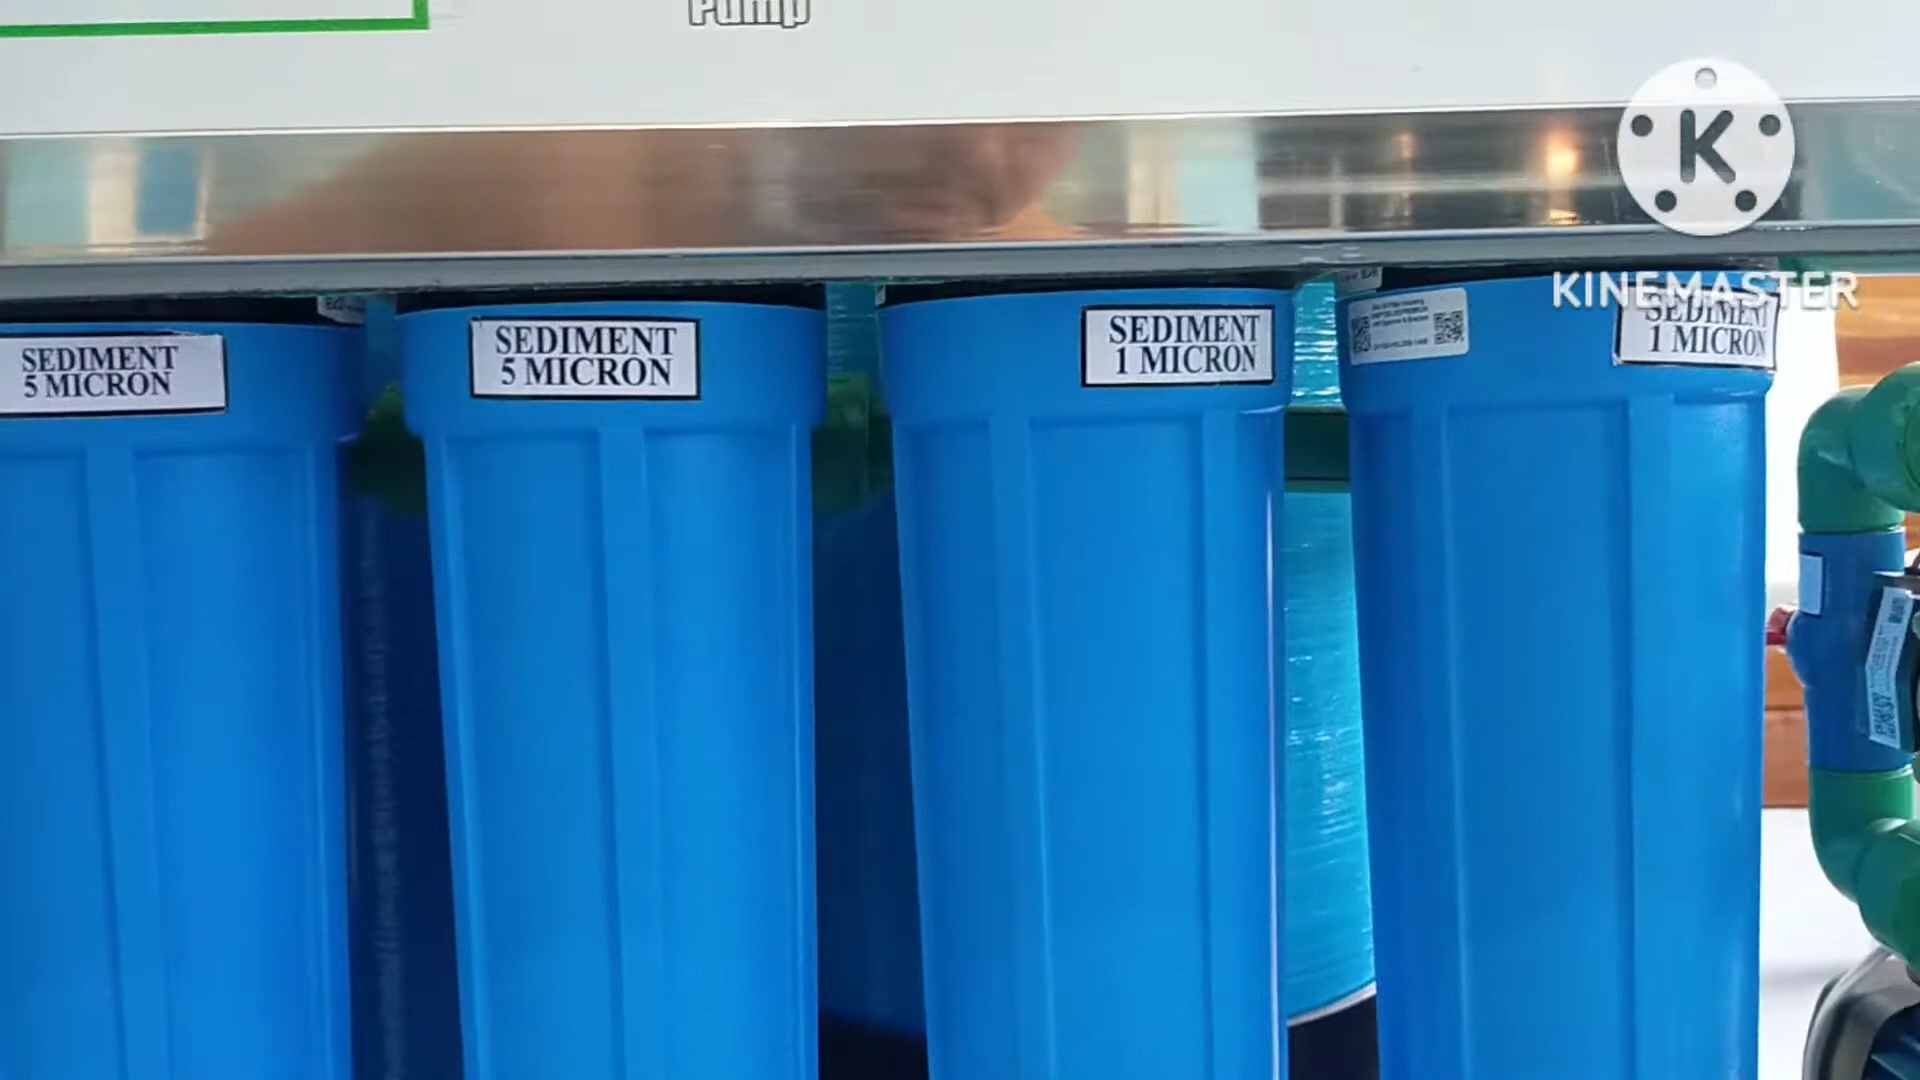 Pump
K
KINEMASTER
SEDIMENT
5 MICRON
SEDIMENT
5 MICRON
SEDIMENT
1 MICRON
SEDIMENT
1 MICRON